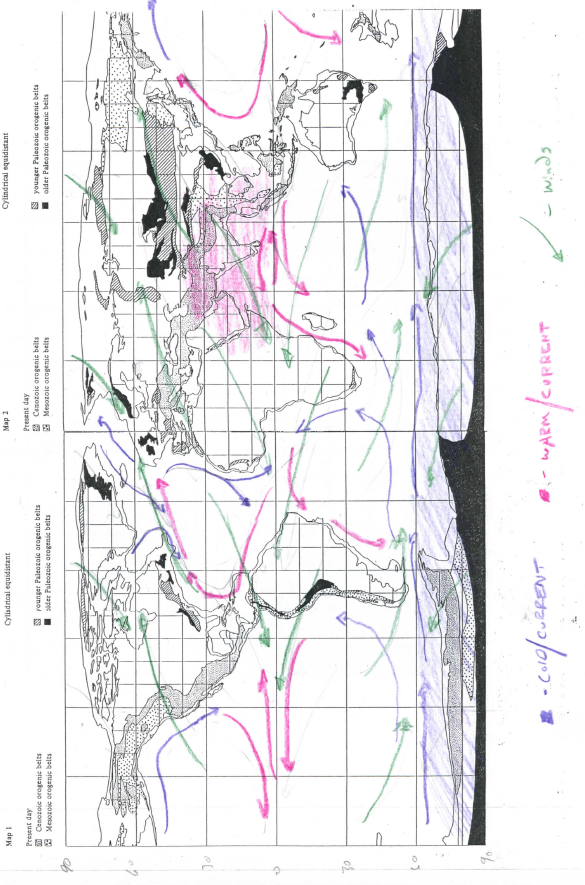 Map 1
Cylindrical equidistant
Map 2
Cylindrical equidistant
Present day
Cenozoic orogenic belts
Mesozoic orogenic belts
younger Paleozoic orogenic belts
older Paleozoic orogenic belts
Present day
Cenozoic orogenic belts
Mesozoic orogenic belts
younger Paleozoic orogenic belts
older Paleozoic orogenic belts
90
60
30
0
30
60
90
- COLD/CURRENT
- WARM/CURRENT
- Winds